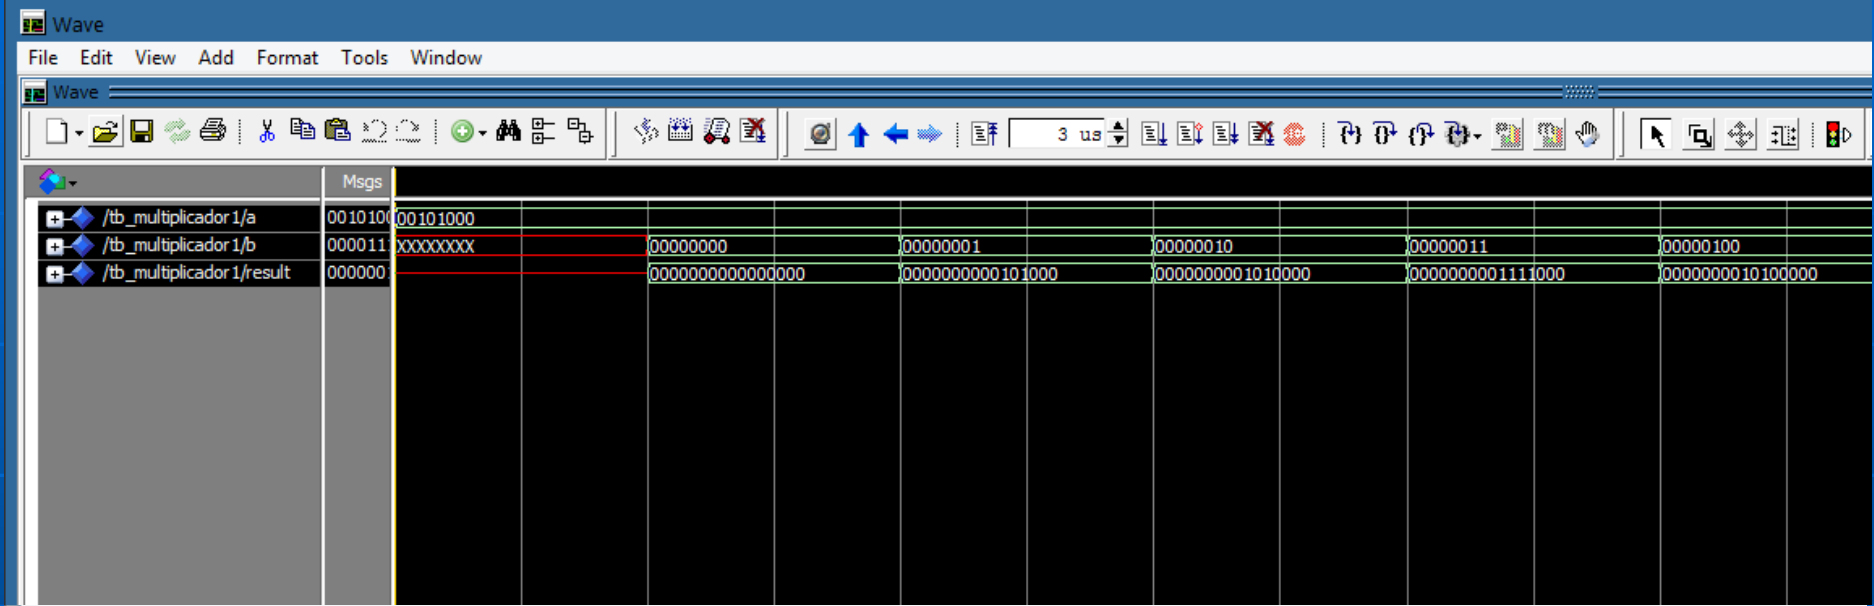 Wave
File Edit View Add Format Tools Window
Wave
3 us
Msgs
/tb_multiplicador1/a 0010100 00101000
/tb_multiplicador1/b 0000011 XXXXXXXX 00000000 00000001 00000010 00000011 00000100
/tb_multiplicador1/result 0000001 0000000000000000 0000000000101000 0000000001010000 0000000001111000 0000000010100000